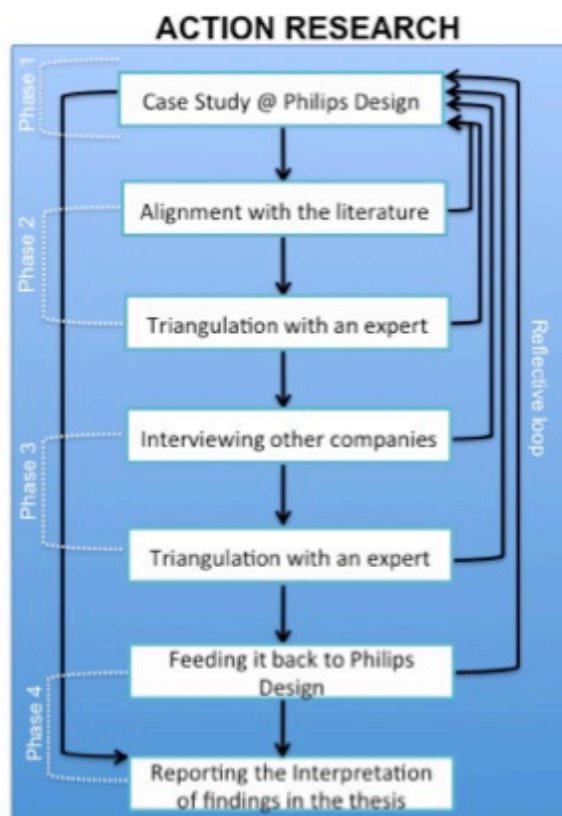 ACTION RESEARCH
Phase 1
Case Study @ Philips Design
Phase 2
Alignment with the literature
Triangulation with an expert
Phase 3
Interviewing other companies
Triangulation with an expert
Phase 4
Feeding it back to Philips
Design
Reporting the Interpretation
of findings in the thesis
Reflective loop